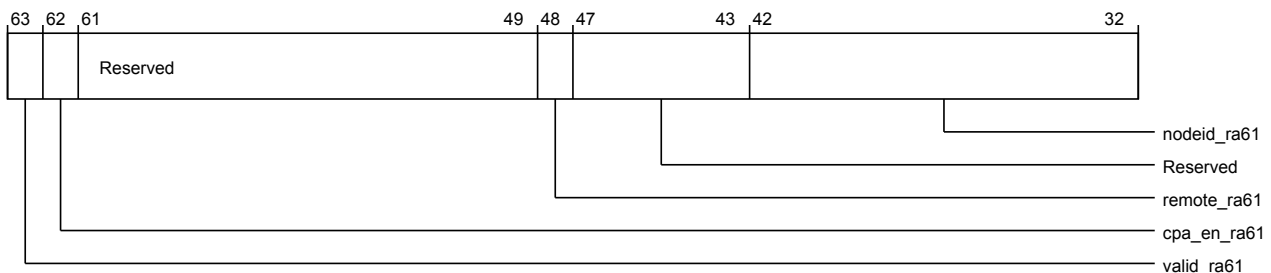 63 62 61 49 48 47 43 42 32
Reserved
nodeid_ra61
Reserved
remote_ra61
cpa_en_ra61
valid_ra61